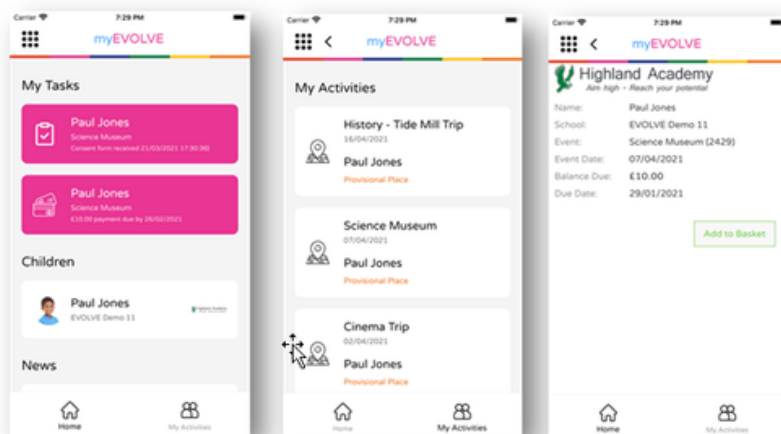 Carrier 7:29 PM
myEVOLVE
My Tasks
Paul Jones
Science Museum
Consent form received 21/03/2021 17:30:36)
Paul Jones
Science Museum
£10.00 payment due by 26/02/2021
Children
Paul Jones
EVOLVE Demo 11
Highland Academy
News
Home
My Activities
Carrier 7:29 PM
myEVOLVE
My Activities
History - Tide Mill Trip
16/04/2021
Paul Jones
Provisional Place
Science Museum
07/04/2021
Paul Jones
Provisional Place
Cinema Trip
02/04/2021
Paul Jones
Provisional Place
Home
My Activities
Carrier 7:29 PM
myEVOLVE
Highland Academy
Aim high - Reach your potential
Name: Paul Jones
School: EVOLVE Demo 11
Event: Science Museum (2429)
Event Date: 07/04/2021
Balance Due: £10.00
Due Date: 29/01/2021
Add to Basket
Home
My Activities